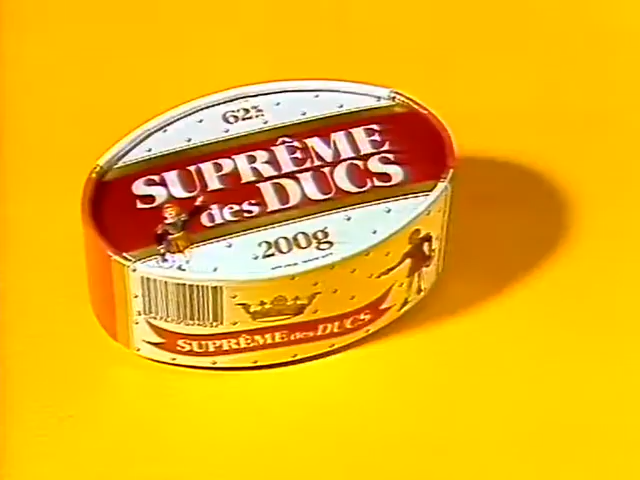 62%
SUPRÊME
des DUCS
200g
SUPRÊME des DUCS